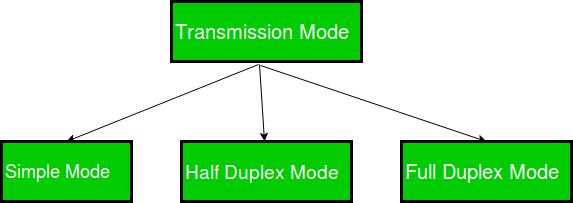 Transmission Mode
Simple Mode
Half Duplex Mode
Full Duplex Mode